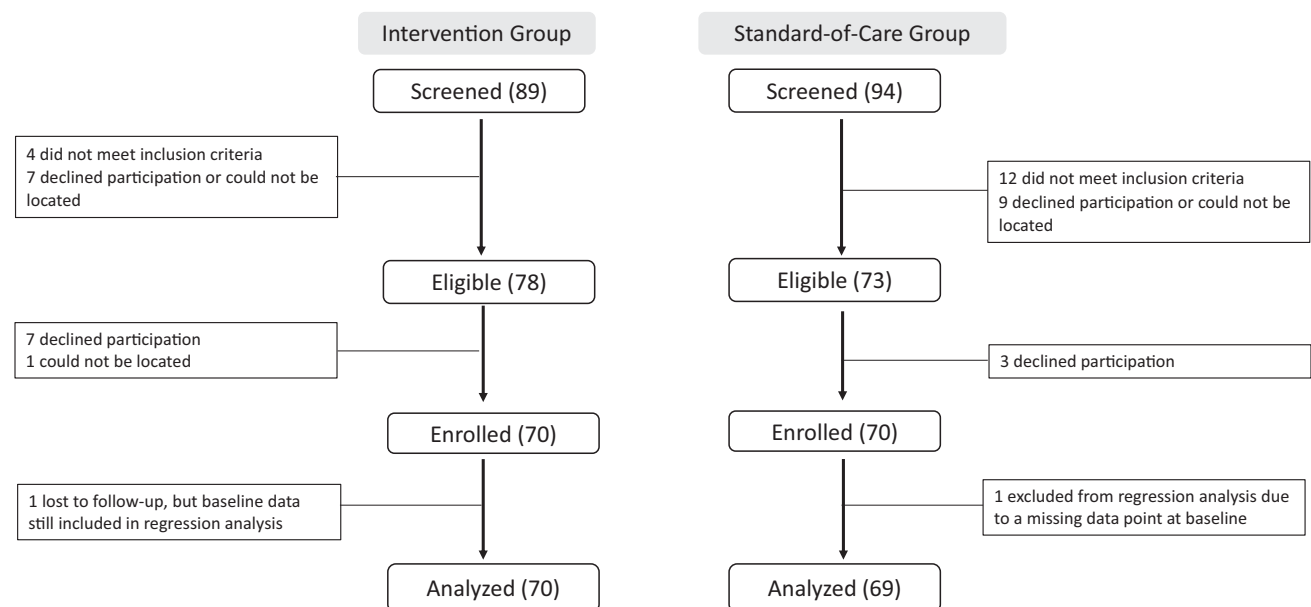 Intervention Group
Standard-of-Care Group
Screened (89)
Screened (94)
4 did not meet inclusion criteria
7 declined participation or could not be
located
12 did not meet inclusion criteria
9 declined participation or could not be
located
Eligible (78)
Eligible (73)
7 declined participation
1 could not be located
3 declined participation
Enrolled (70)
Enrolled (70)
1 lost to follow-up, but baseline data
still included in regression analysis
1 excluded from regression analysis due
to a missing data point at baseline
Analyzed (70)
Analyzed (69)